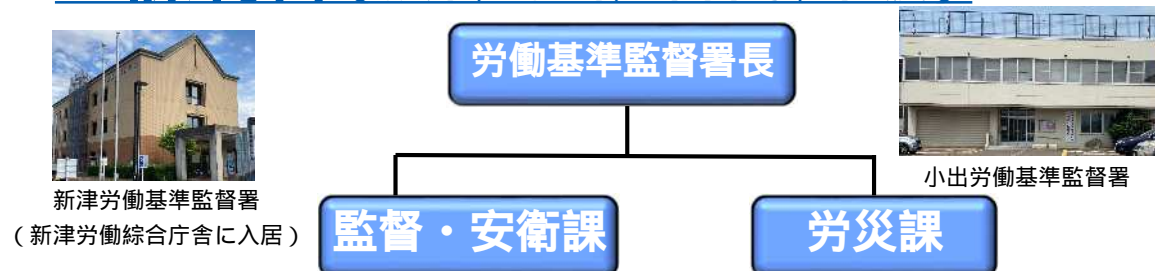 労働基準監督署長
新津労働基準監督署
(新津労働綜合庁舎に入居)
小出労働基準監督署
監督・安衛課
労災課